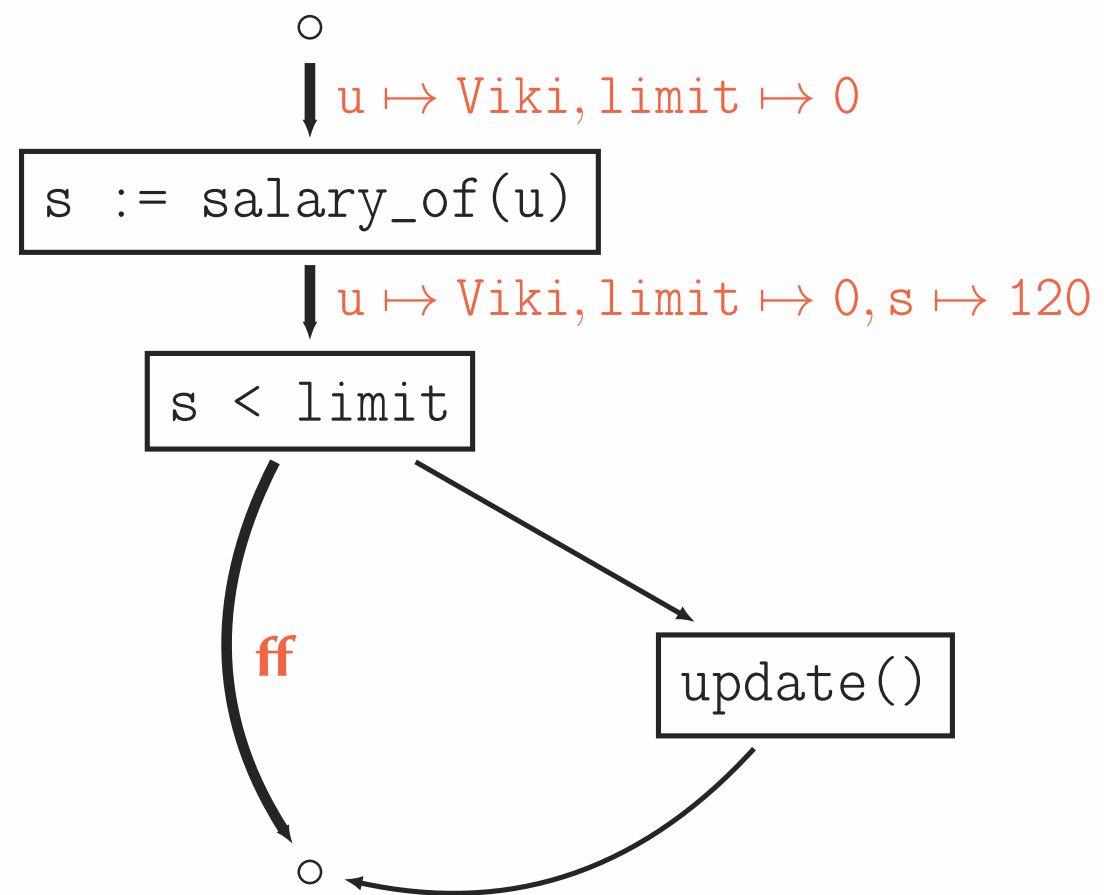 u ↦ Viki, limit ↦ 0
s := salary_of(u)
u ↦ Viki, limit ↦ 0, s ↦ 120
s < limit
ff
update()